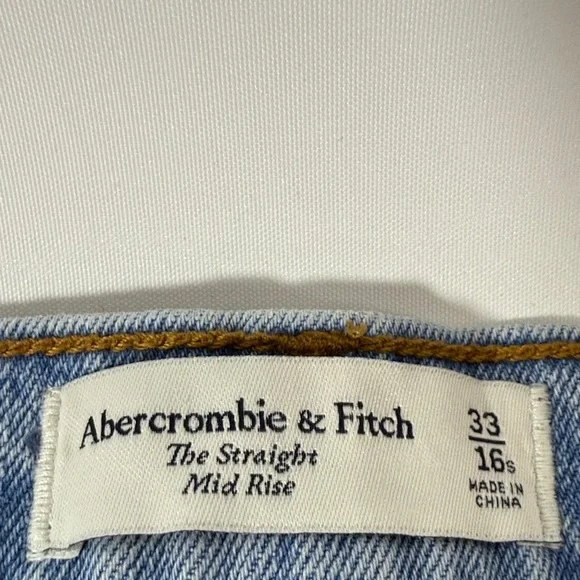 Abercrombie & Fitch
The Straight
Mid Rise
33
16s
MADE IN
CHINA